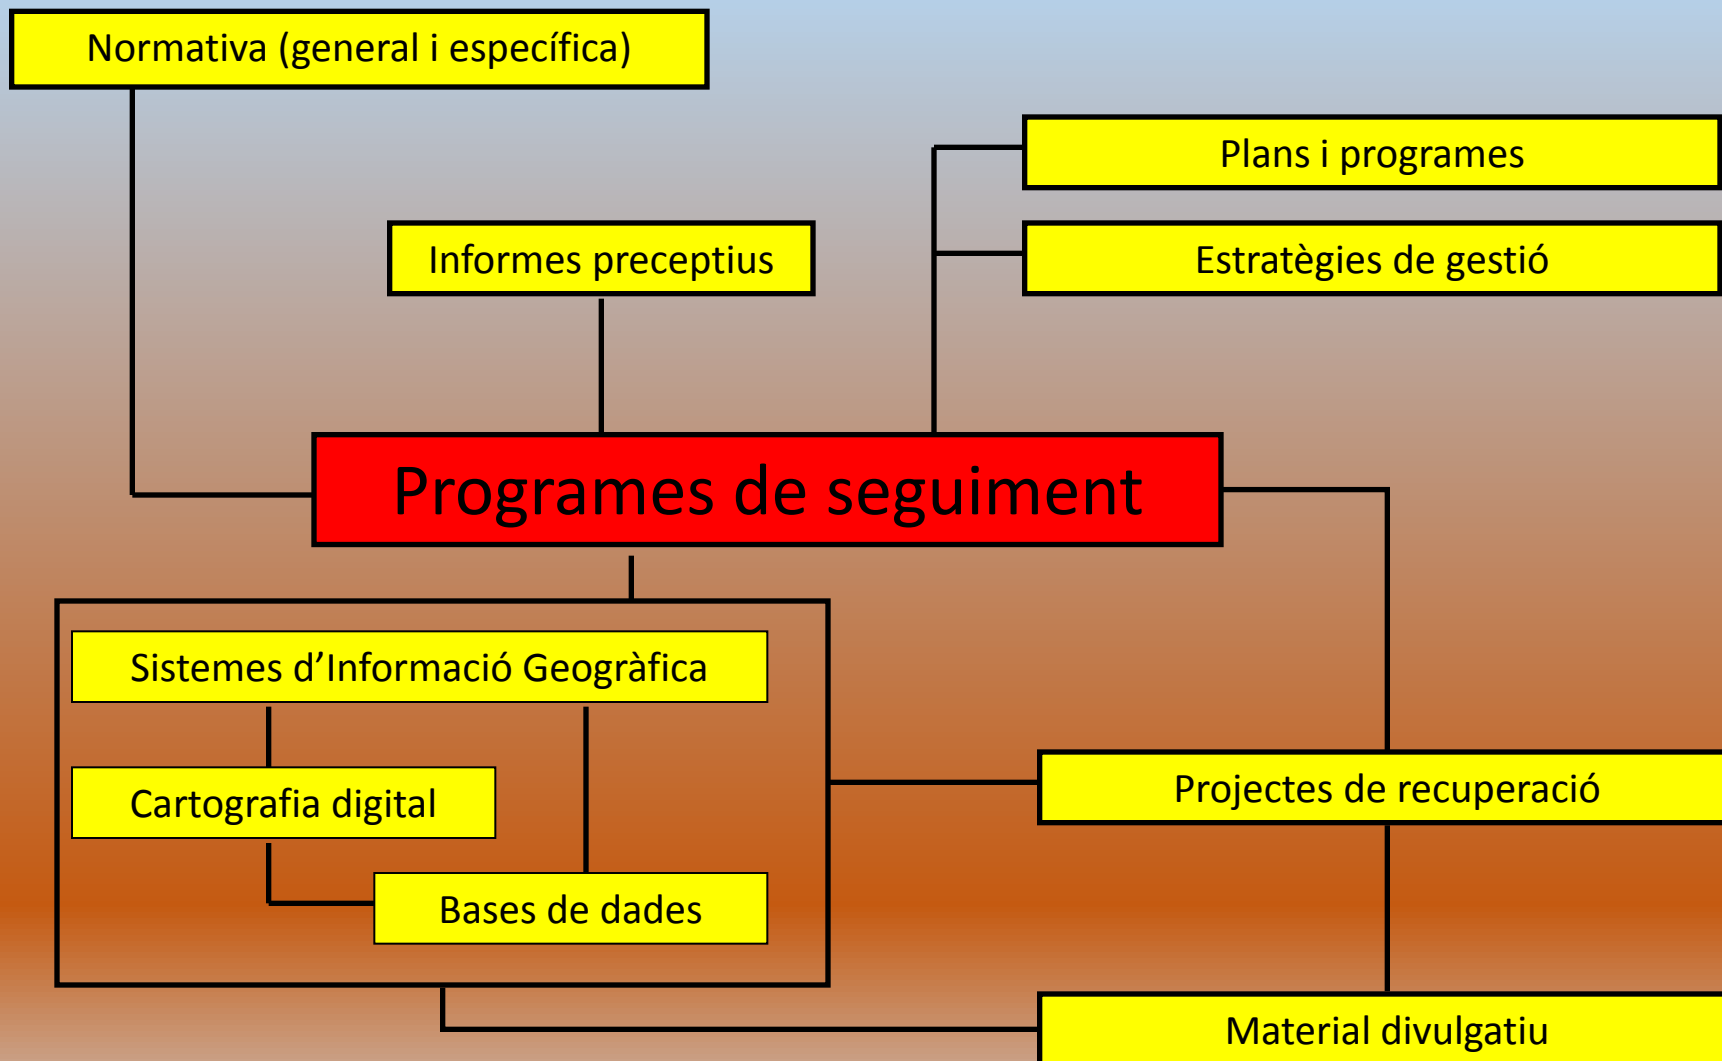 Normativa (general i específica)
Plans i programes
Informes preceptius
Estratègies de gestió
Programes de seguiment
Sistemes d’Informació Geogràfica
Cartografia digital
Projectes de recuperació
Bases de dades
Material divulgatiu